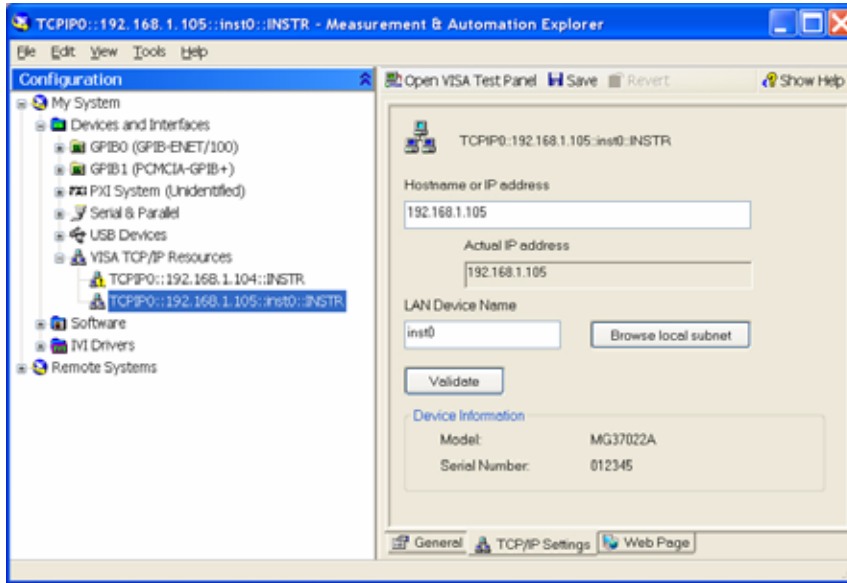 TCPIP0::192.168.1.105::inst0::INSTR - Measurement & Automation Explorer
File Edit View Tools Help
Configuration
My System
Devices and Interfaces
GPIB0 (GPIB-ENET/100)
GPIB1 (PCMCIA-GPIB+)
PXI PXI System (Unidentified)
Serial & Parallel
USB Devices
VISA TCP/IP Resources
TCPIP0::192.168.1.104::INSTR
TCPIP0::192.168.1.105::inst0::INSTR
Software
IVI Drivers
Remote Systems
Open VISA Test Panel Save Revert Show Help
TCPIP0::192.168.1.105::inst0::INSTR
Hostname or IP address
192.168.1.105
Actual IP address
192.168.1.105
LAN Device Name
inst0 Browse local subnet
Validate
Device Information
Model: MG37022A
Serial Number: 012345
General TCP/IP Settings Web Page